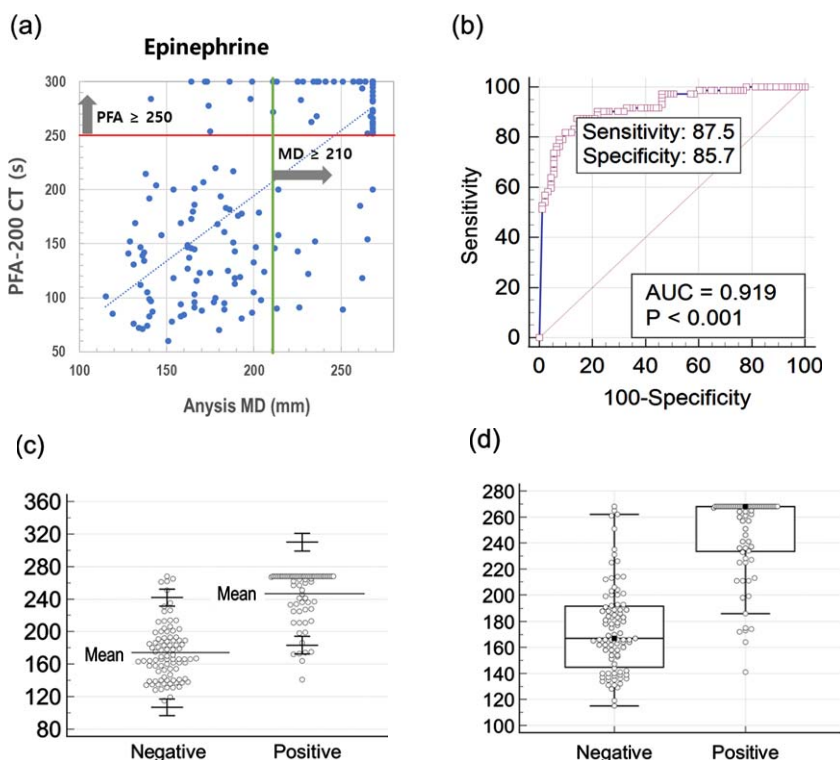 (a)
Epinephrine
300
250
200
150
100
50
PFA ≥ 250
MD ≥ 210
PFA-200 CT (s)
100
150
200
250
Anysis MD (mm)
(b)
100
80
60
40
20
0
Sensitivity
Sensitivity: 87.5
Specificity: 85.7
AUC = 0.919
P < 0.001
0 20 40 60 80 100
100-Specificity
(c)
360
320
280
240
200
160
120
80
Mean
Mean
Negative
Positive
(d)
280
260
240
220
200
180
160
140
120
100
Negative
Positive